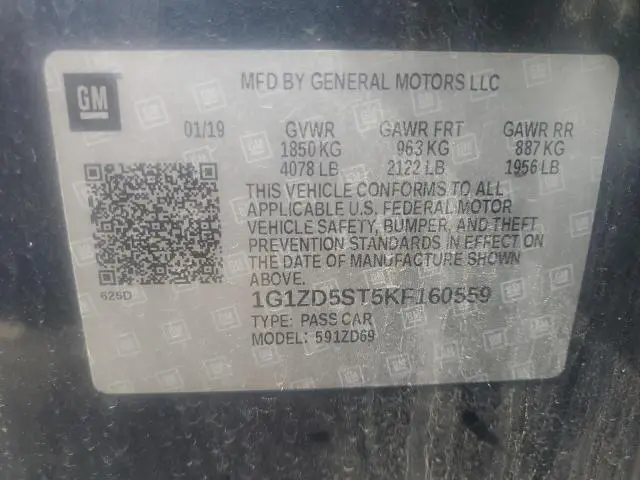 GM
MFD BY GENERAL MOTORS LLC
01/19 GVWR GAWR FRT GAWR RR
1850 KG 963 KG 887 KG
4078 LB 2122 LB 1956 LB
THIS VEHICLE CONFORMS TO ALL
APPLICABLE U.S. FEDERAL MOTOR
VEHICLE SAFETY, BUMPER, AND THEFT
PREVENTION STANDARDS IN EFFECT ON
THE DATE OF MANUFACTURE SHOWN
ABOVE.
625D
1G1ZD5ST5KF160559
TYPE: PASS CAR
MODEL: 591ZD69